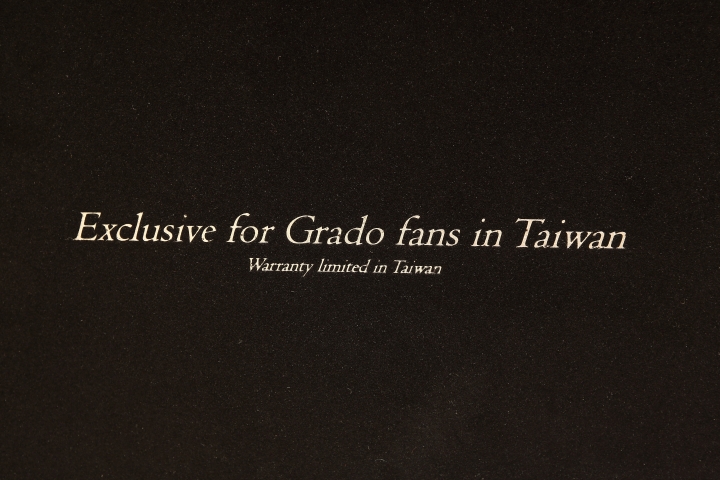 Exclusive for Grado fans in Taiwan
Warranty limited in Taiwan